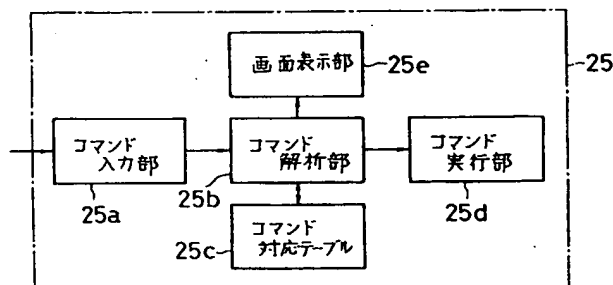 画面表示部
25e
25
コマンド
入力部
25a
コマンド
解析部
25b
コマンド
実行部
25d
コマンド
対応テーブル
25c